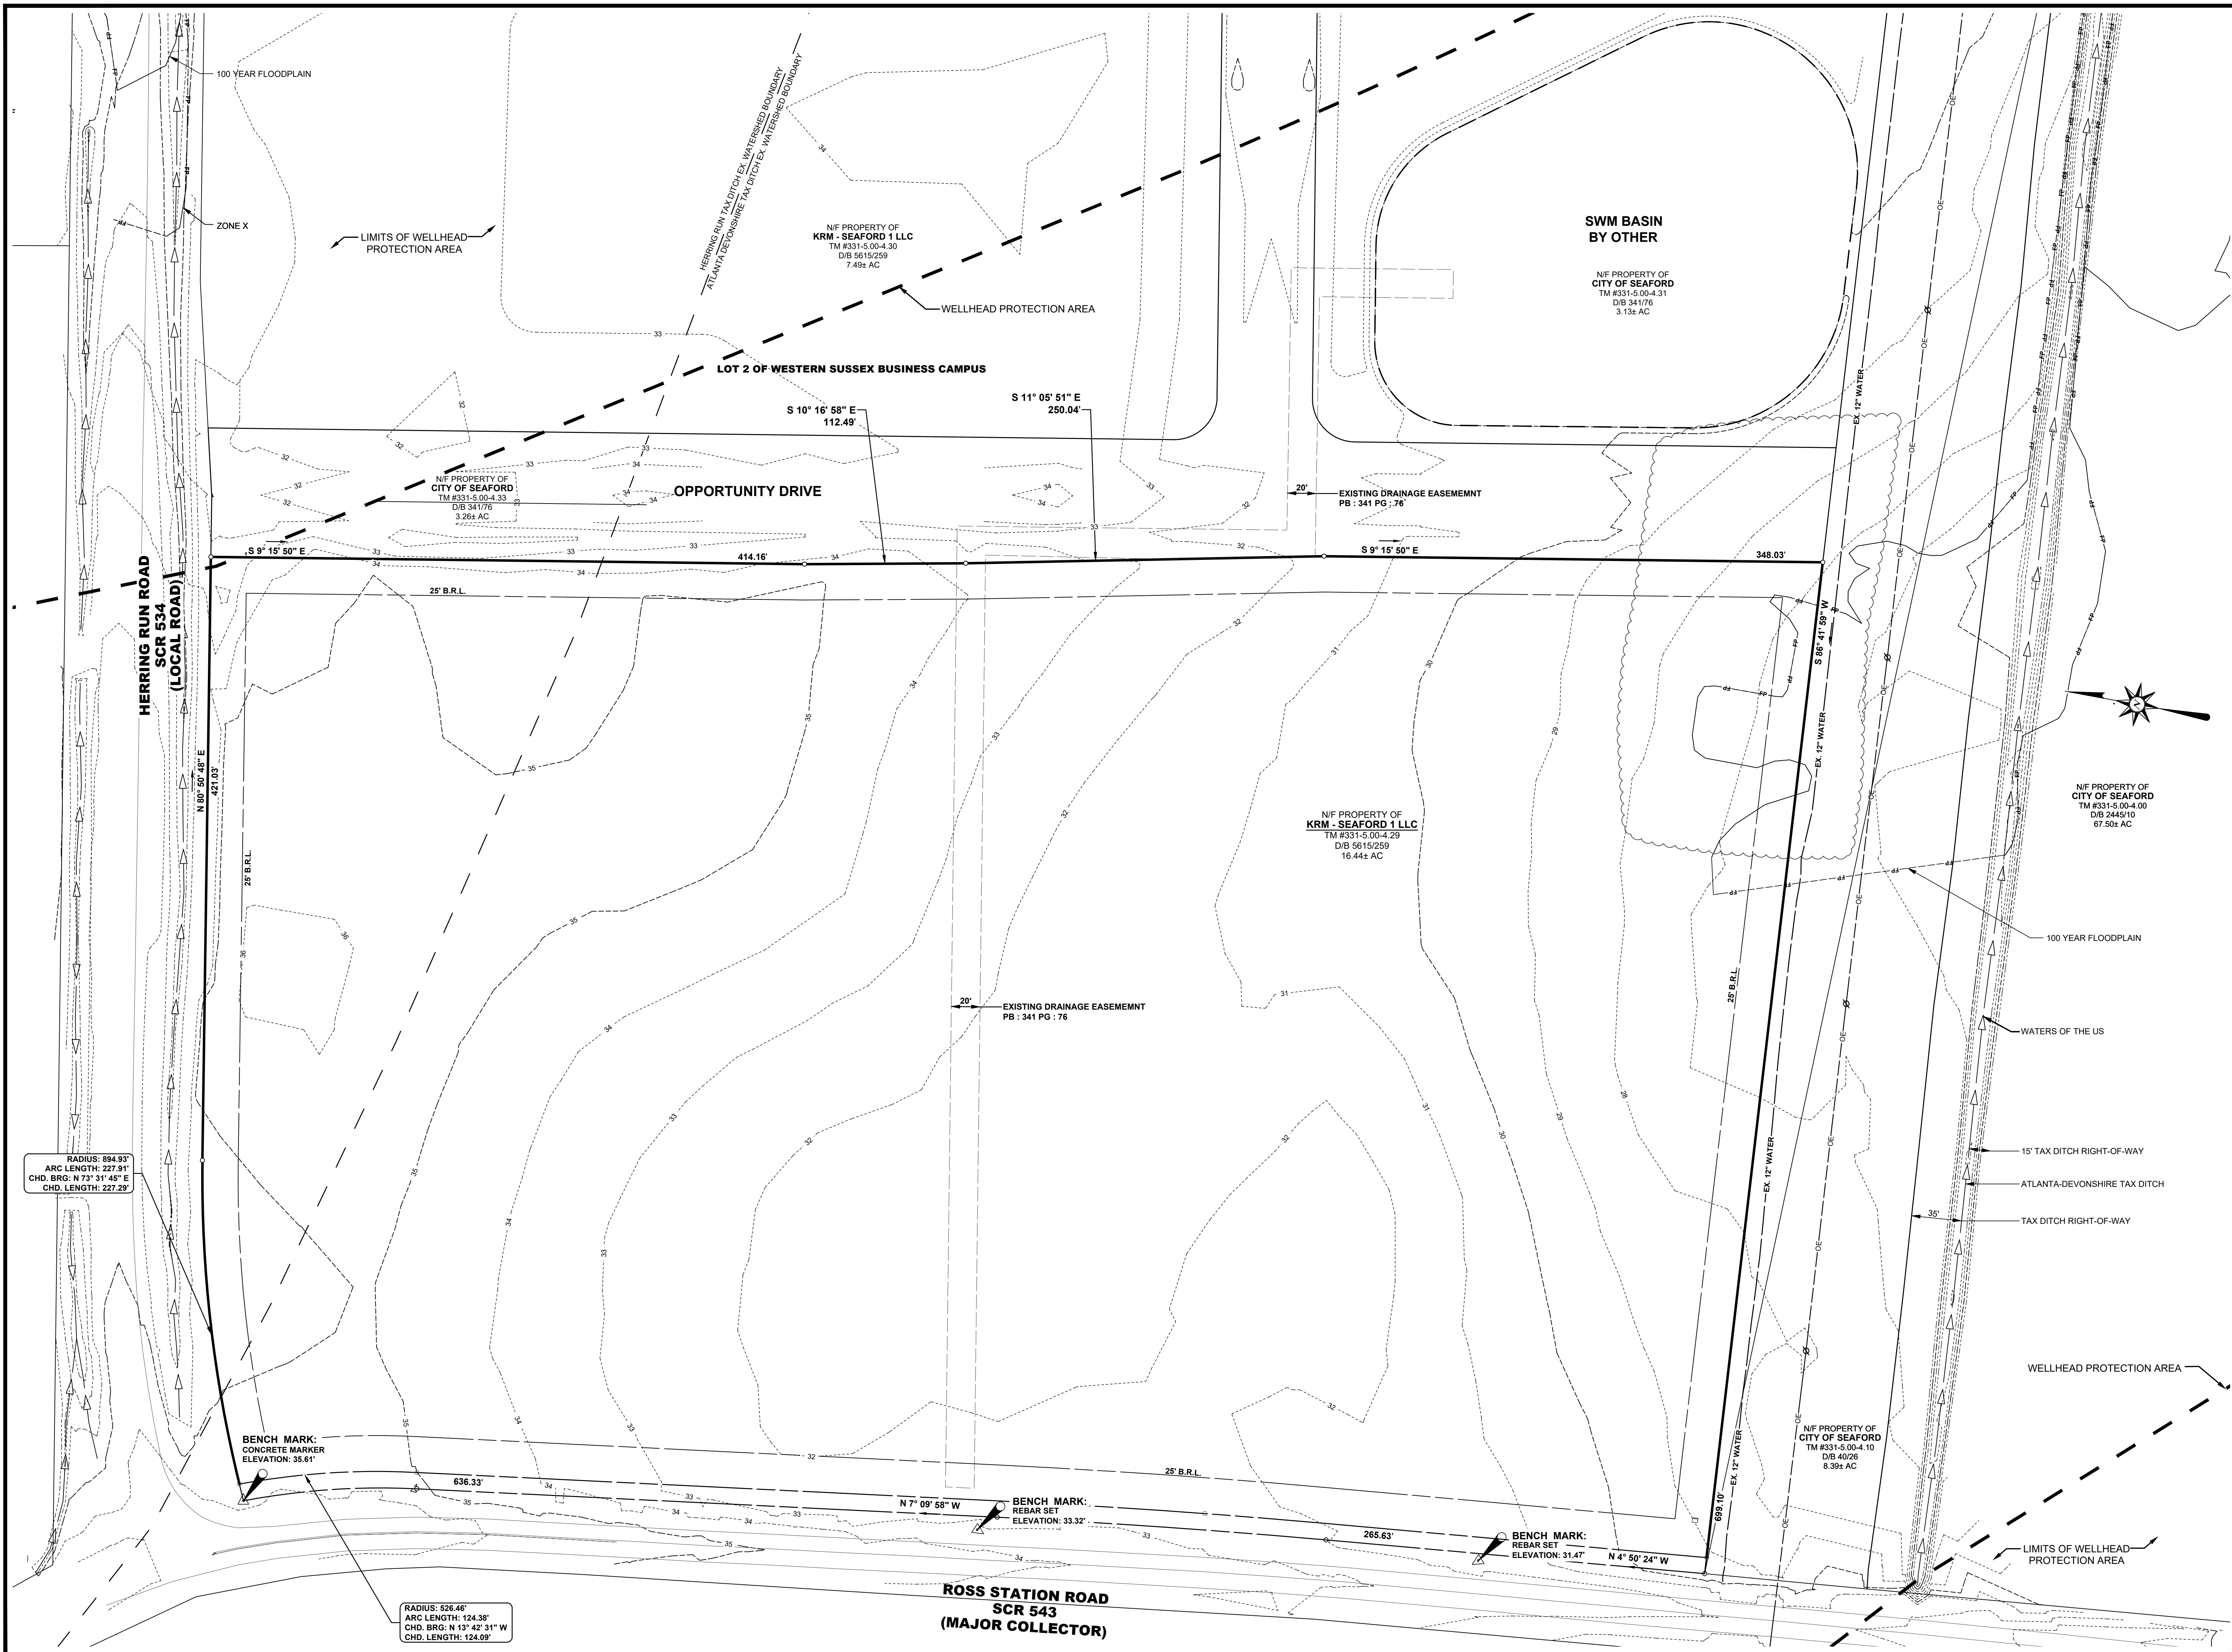 100 YEAR FLOODPLAIN
ZONE X
LIMITS OF WELLHEAD
PROTECTION AREA
HERRING RUN TAX DITCH EX. WATERSHED BOUNDARY
ATLANTA DEVONSHIRE TAX DITCH EX. WATERSHED BOUNDARY
N/F PROPERTY OF
KRM - SEAFORD 1 LLC
TM #331-5.00-4.30
D/B 5615/259
7.49± AC
WELLHEAD PROTECTION AREA
SWM BASIN
BY OTHER
N/F PROPERTY OF
CITY OF SEAFORD
TM #331-5.00-4.31
D/B 341/76
3.13± AC
LOT 2 OF WESTERN SUSSEX BUSINESS CAMPUS
S 10° 16' 58" E
112.49'
S 11° 05' 51" E
250.04'
EX. 12" WATER
N/F PROPERTY OF
CITY OF SEAFORD
TM #331-5.00-4.33
D/B 341/76
3.26± AC
OPPORTUNITY DRIVE
20'
EXISTING DRAINAGE EASEMEMNT
PB : 341 PG : 76
S 9° 15' 50" E
414.16'
S 9° 15' 50" E
348.03'
25' B.R.L.
HERRING RUN ROAD
SCR 534
(LOCAL ROAD)
S 86° 41' 59" W
N 80° 50' 48" E
421.03'
25' B.R.L.
EX. 12" WATER
N/F PROPERTY OF
KRM - SEAFORD 1 LLC
TM #331-5.00-4.29
D/B 5615/259
16.44± AC
N/F PROPERTY OF
CITY OF SEAFORD
TM #331-5.00-4.00
D/B 2445/10
67.50± AC
100 YEAR FLOODPLAIN
25' B.R.L.
20'
EXISTING DRAINAGE EASEMEMNT
PB : 341 PG : 76
WATERS OF THE US
RADIUS: 894.93'
ARC LENGTH: 227.91'
CHD. BRG: N 73° 31' 45" E
CHD. LENGTH: 227.29'
EX. 12" WATER
15' TAX DITCH RIGHT-OF-WAY
ATLANTA-DEVONSHIRE TAX DITCH
35'
TAX DITCH RIGHT-OF-WAY
WELLHEAD PROTECTION AREA
BENCH MARK:
CONCRETE MARKER
ELEVATION: 35.61'
N/F PROPERTY OF
CITY OF SEAFORD
TM #331-5.00-4.10
D/B 40/26
8.39± AC
EX. 12" WATER
25' B.R.L.
636.33'
N 7° 09' 58" W
BENCH MARK:
REBAR SET
ELEVATION: 33.32'
699.10'
265.63'
BENCH MARK:
REBAR SET
ELEVATION: 31.47'
N 4° 50' 24" W
LIMITS OF WELLHEAD
PROTECTION AREA
ROSS STATION ROAD
SCR 543
(MAJOR COLLECTOR)
RADIUS: 526.46'
ARC LENGTH: 124.38'
CHD. BRG: N 13° 42' 31" W
CHD. LENGTH: 124.09'